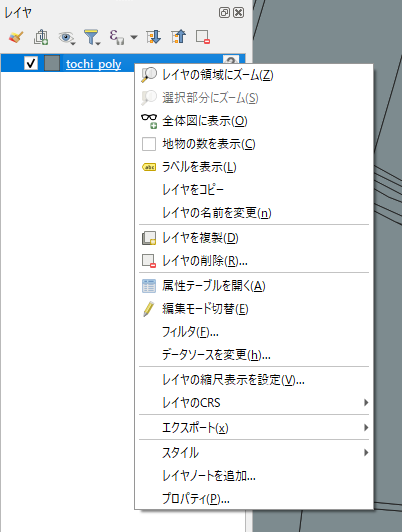 レイヤ
tochi_poly
レイヤの領域にズーム(Z)
選択部分にズーム(S)
全体図に表示(O)
地物の数を表示(C)
ラベルを表示(L)
レイヤをコピー
レイヤの名前を変更(n)
レイヤを複製(D)
レイヤの削除(R)...
属性テーブルを開く(A)
編集モード切替(E)
フィルタ(F)...
データソースを変更(h)...
レイヤの縮尺表示を設定(V)...
レイヤのCRS
エクスポート(x)
スタイル
レイヤノートを追加...
プロパティ(P)...